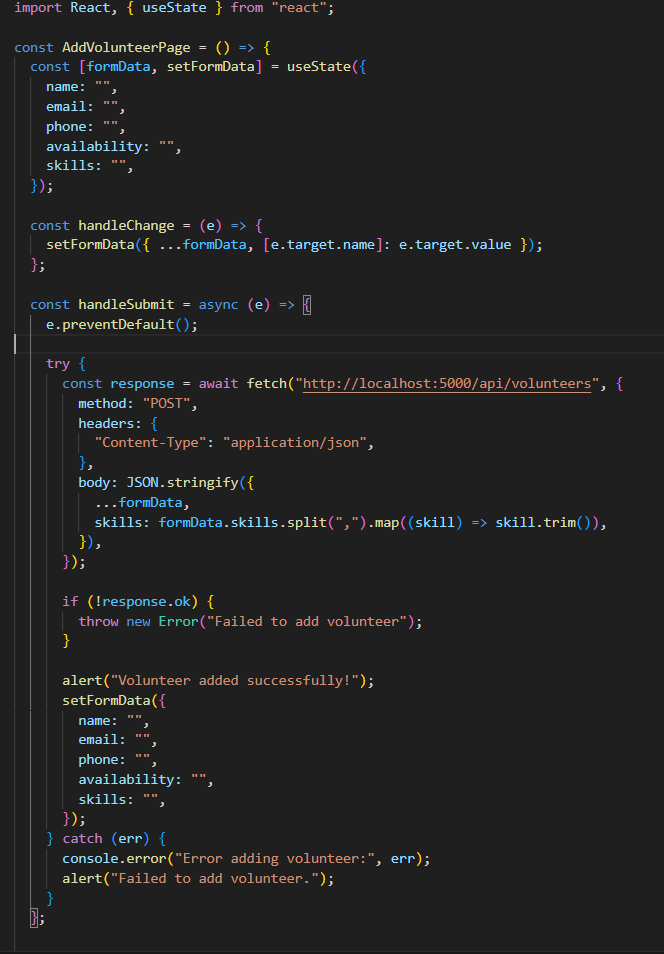 import React, { useState } from "react";

const AddVolunteerPage = () => {
  const [formData, setFormData] = useState({
    name: "",
    email: "",
    phone: "",
    availability: "",
    skills: "",
  });

  const handleChange = (e) => {
    setFormData({ ...formData, [e.target.name]: e.target.value });
  };

  const handleSubmit = async (e) => {
    e.preventDefault();

    try {
      const response = await fetch("http://localhost:5000/api/volunteers", {
        method: "POST",
        headers: {
          "Content-Type": "application/json",
        },
        body: JSON.stringify({
          ...formData,
          skills: formData.skills.split(",").map((skill) => skill.trim()),
        }),
      });

      if (!response.ok) {
        throw new Error("Failed to add volunteer");
      }

      alert("Volunteer added successfully!");
      setFormData({
        name: "",
        email: "",
        phone: "",
        availability: "",
        skills: "",
      });
    } catch (err) {
      console.error("Error adding volunteer:", err);
      alert("Failed to add volunteer.");
    }
  };